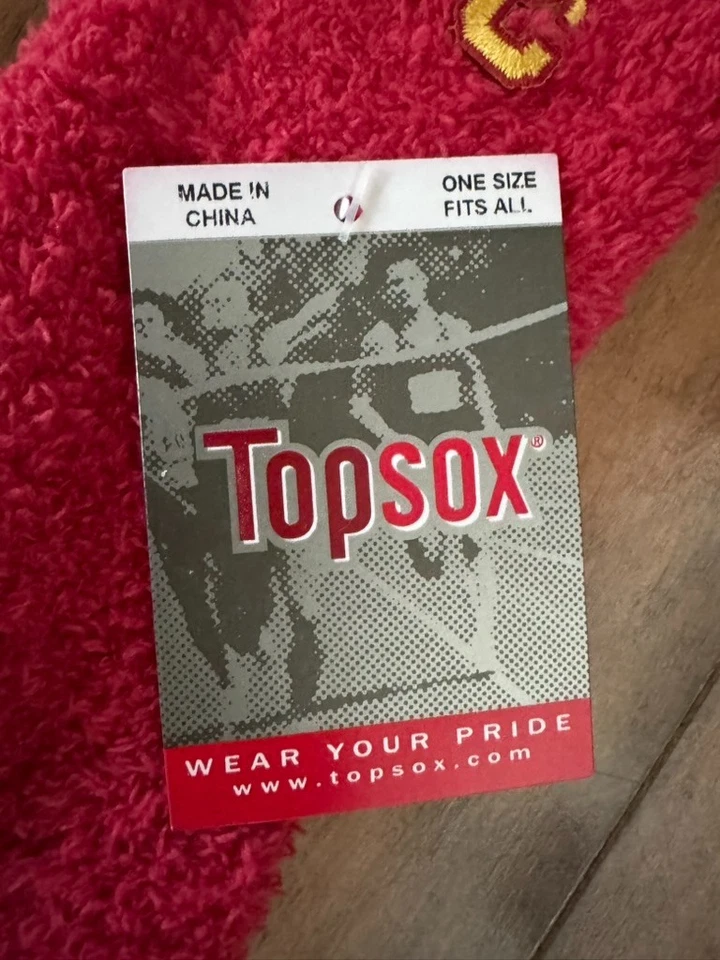 MADE IN
CHINA
ONE SIZE
FITS ALL
Topsox®
WEAR YOUR PRIDE
www.topsox.com